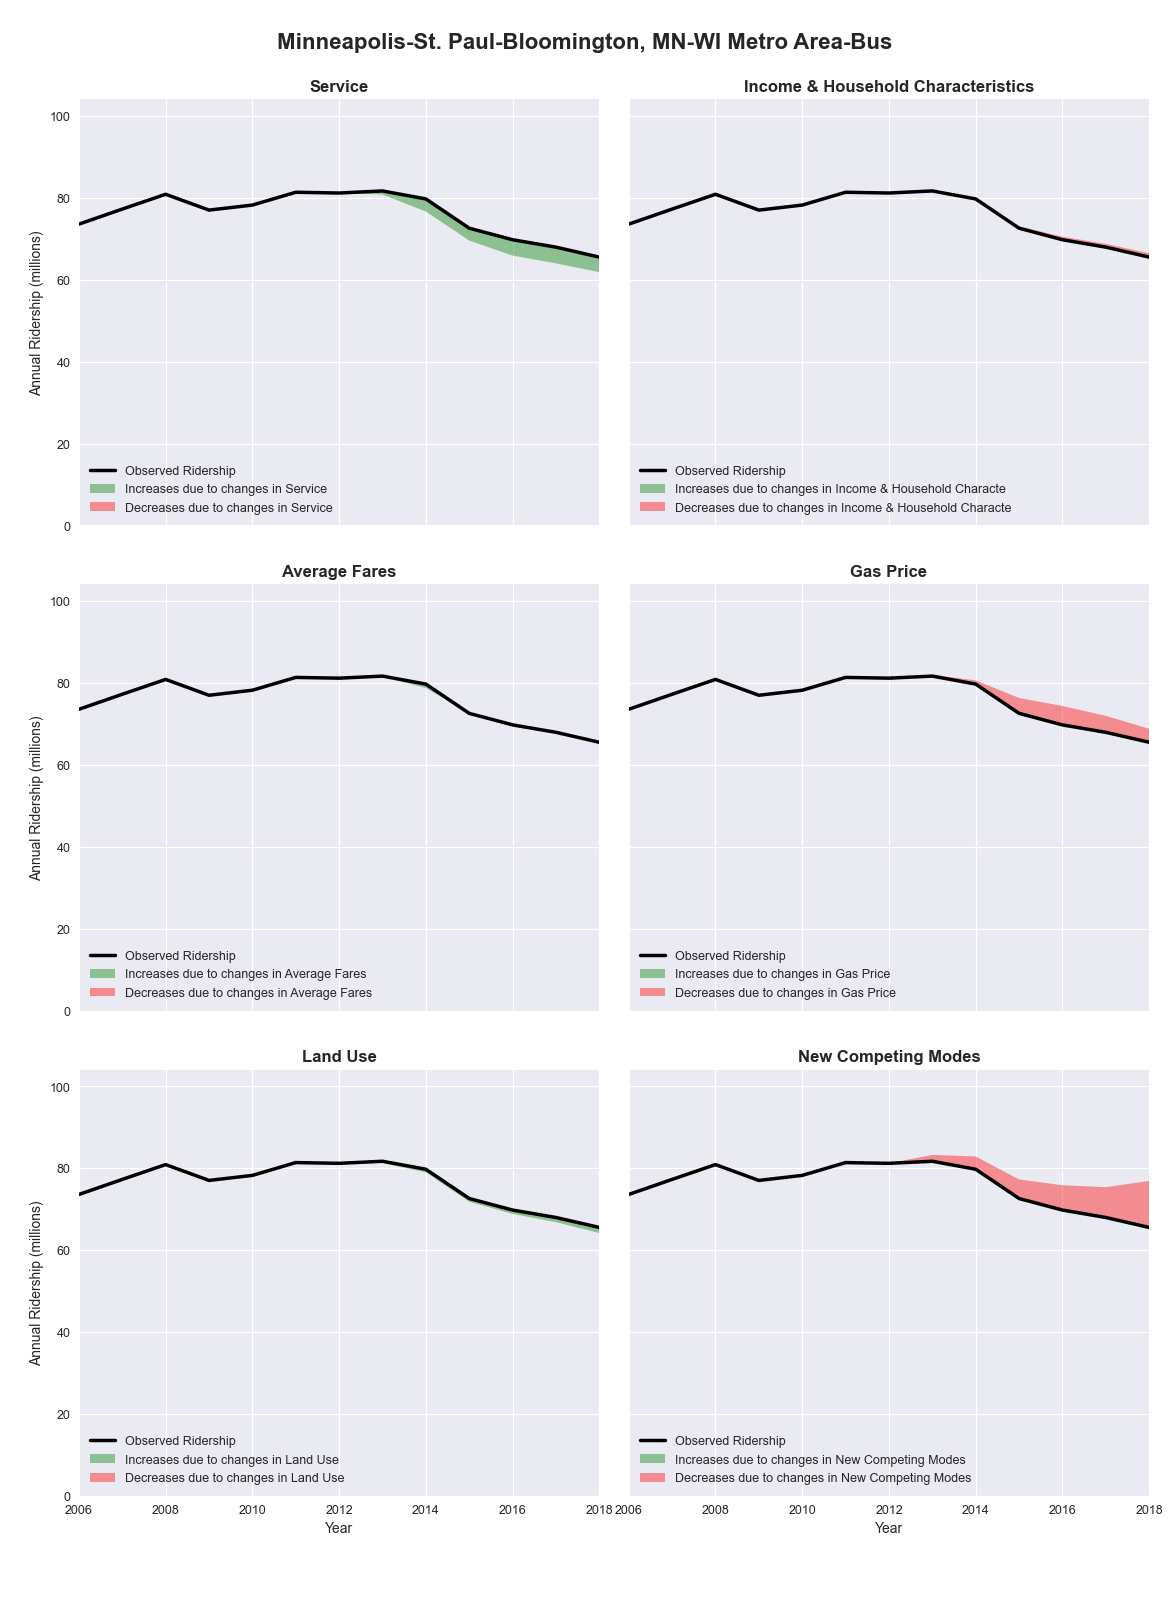 Minneapolis-St. Paul-Bloomington, MN-WI Metro Area-Bus
Service
Annual Ridership (millions)
100
80
60
40
20
0
Observed Ridership
Increases due to changes in Service
Decreases due to changes in Service
Income & Household Characteristics
Observed Ridership
Increases due to changes in Income & Household Characte
Decreases due to changes in Income & Household Characte
Average Fares
Annual Ridership (millions)
100
80
60
40
20
0
Observed Ridership
Increases due to changes in Average Fares
Decreases due to changes in Average Fares
Gas Price
Observed Ridership
Increases due to changes in Gas Price
Decreases due to changes in Gas Price
Land Use
Annual Ridership (millions)
100
80
60
40
20
0
Observed Ridership
Increases due to changes in Land Use
Decreases due to changes in Land Use
2006 2008 2010 2012 2014 2016 2018
Year
New Competing Modes
Observed Ridership
Increases due to changes in New Competing Modes
Decreases due to changes in New Competing Modes
2006 2008 2010 2012 2014 2016 2018
Year